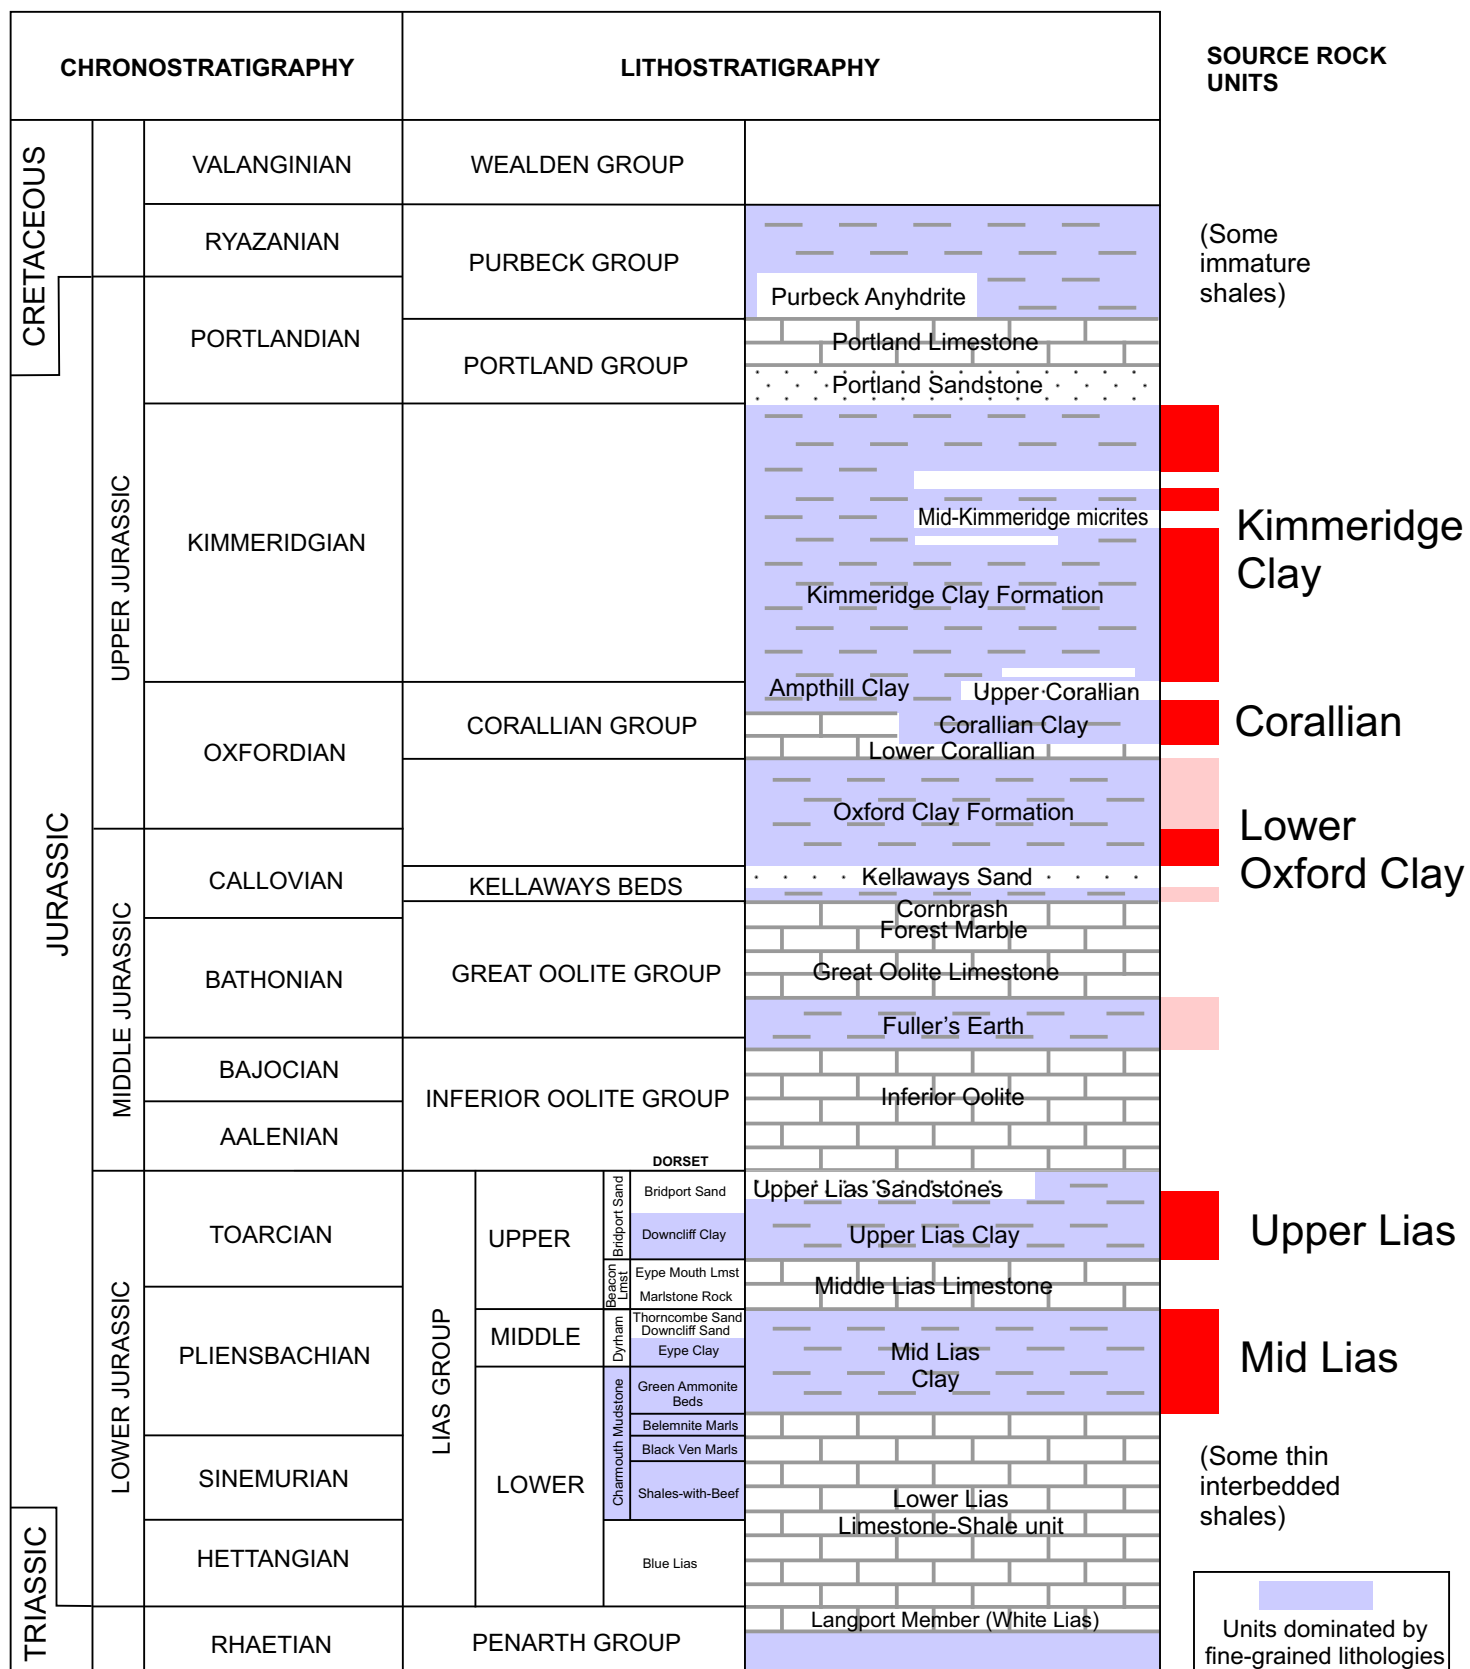 CHRONOSTRATIGRAPHY
LITHOSTRATIGRAPHY
SOURCE ROCK
UNITS
CRETACEOUS
JURASSIC
TRIASSIC
UPPER JURASSIC
MIDDLE JURASSIC
LOWER JURASSIC
VALANGINIAN
RYAZANIAN
PORTLANDIAN
KIMMERIDGIAN
OXFORDIAN
CALLOVIAN
BATHONIAN
BAJOCIAN
AALENIAN
TOARCIAN
PLIENSBACHIAN
SINEMURIAN
HETTANGIAN
RHAETIAN
WEALDEN GROUP
PURBECK GROUP
PORTLAND GROUP
CORALLIAN GROUP
KELLAWAYS BEDS
GREAT OOLITE GROUP
INFERIOR OOLITE GROUP
DORSET
LIAS GROUP
UPPER
MIDDLE
LOWER
Bridport Sand
Beacon
Lmst
Dyrham
Charmouth Mudstone
Bridport Sand
Downcliff Clay
Eype Mouth Lmst
Marlstone Rock
Thorncombe Sand
Downcliff Sand
Eype Clay
Green Ammonite
Beds
Belemnite Marls
Black Ven Marls
Shales-with-Beef
Blue Lias
PENARTH GROUP
Purbeck Anyhdrite
Portland Limestone
Portland Sandstone
Mid-Kimmeridge micrites
Kimmeridge Clay Formation
Ampthill Clay
Upper Corallian
Corallian Clay
Lower Corallian
Oxford Clay Formation
Kellaways Sand
Cornbrash
Forest Marble
Great Oolite Limestone
Fuller's Earth
Inferior Oolite
Upper Lias Sandstones
Upper Lias Clay
Middle Lias Limestone
Mid Lias
Clay
Lower Lias
Limestone-Shale unit
Langport Member (White Lias)
(Some
immature
shales)
Kimmeridge
Clay
Corallian
Lower
Oxford Clay
Upper Lias
Mid Lias
(Some thin
interbedded
shales)
Units dominated by
fine-grained lithologies